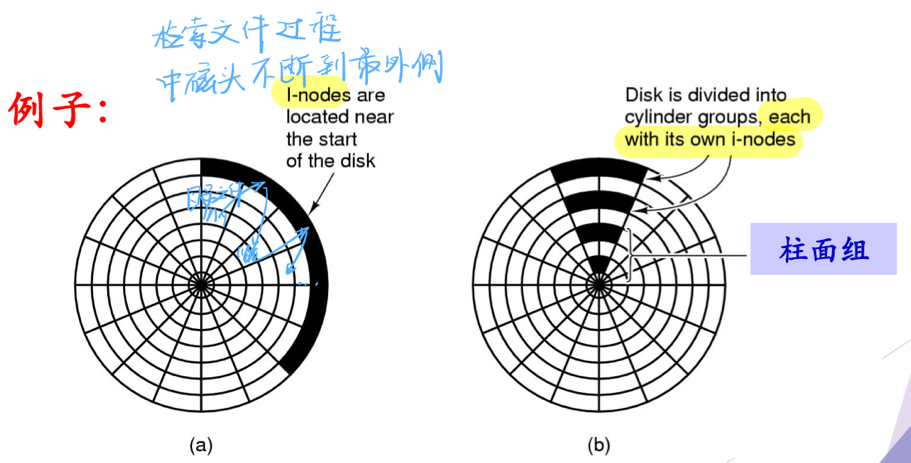 检索文件过程
中磁头不断到最外侧
例子：
I-nodes are
located near
the start
of the disk
Disk is divided into
cylinder groups, each
with its own i-nodes
柱面组
(a)
(b)